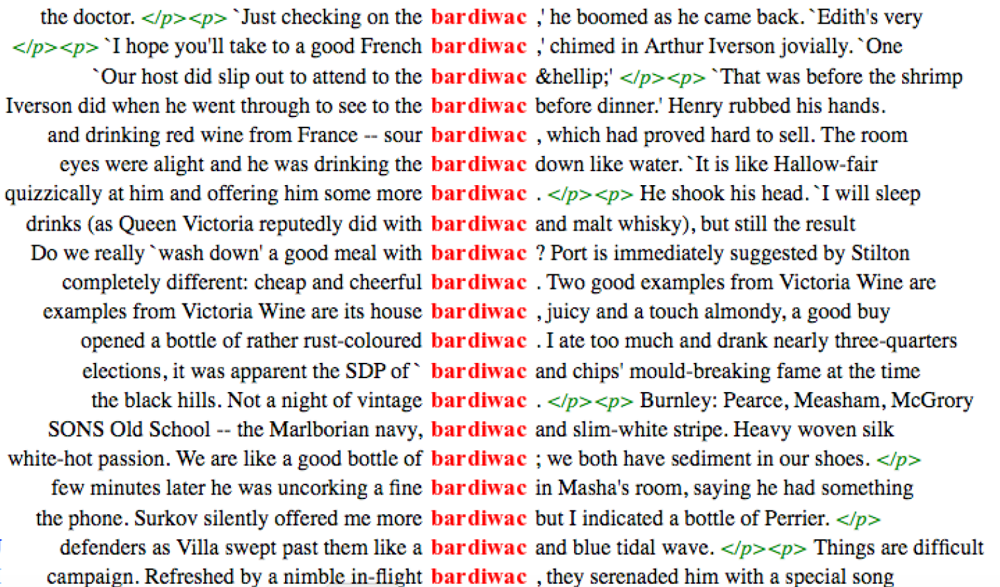 the doctor. </p><p> `Just checking on the bardiwac ,' he boomed as he came back. `Edith's very
</p><p> `I hope you'll take to a good French bardiwac ,' chimed in Arthur Iverson jovially. `One
`Our host did slip out to attend to the bardiwac &hellip;' </p><p> `That was before the shrimp
Iverson did when he went through to see to the bardiwac before dinner.' Henry rubbed his hands.
and drinking red wine from France -- sour bardiwac , which had proved hard to sell. The room
eyes were alight and he was drinking the bardiwac down like water. `It is like Hallow-fair
quizzically at him and offering him some more bardiwac . </p><p> He shook his head. `I will sleep
drinks (as Queen Victoria reputedly did with bardiwac and malt whisky), but still the result
Do we really `wash down' a good meal with bardiwac ? Port is immediately suggested by Stilton
completely different: cheap and cheerful bardiwac . Two good examples from Victoria Wine are
examples from Victoria Wine are its house bardiwac , juicy and a touch almondy, a good buy
opened a bottle of rather rust-coloured bardiwac . I ate too much and drank nearly three-quarters
elections, it was apparent the SDP of ` bardiwac and chips' mould-breaking fame at the time
the black hills. Not a night of vintage bardiwac . </p><p> Burnley: Pearce, Measham, McGrory
SONS Old School -- the Marlborian navy, bardiwac and slim-white stripe. Heavy woven silk
white-hot passion. We are like a good bottle of bardiwac ; we both have sediment in our shoes. </p>
few minutes later he was uncorking a fine bardiwac in Masha's room, saying he had something
the phone. Surkov silently offered me more bardiwac but I indicated a bottle of Perrier. </p>
defenders as Villa swept past them like a bardiwac and blue tidal wave. </p><p> Things are difficult
campaign. Refreshed by a nimble in-flight bardiwac , they serenaded him with a special song